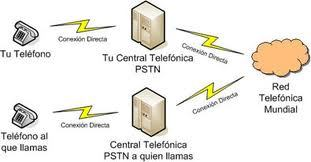 Conexión Directa
Tu Teléfono
Tu Central Telefónica
PSTN
Conexión Directa
Red
Telefónica
Mundial
Conexión Directa
Conexión Directa
Teléfono al
que llamas
Central Telefónica
PSTN a quien llamas